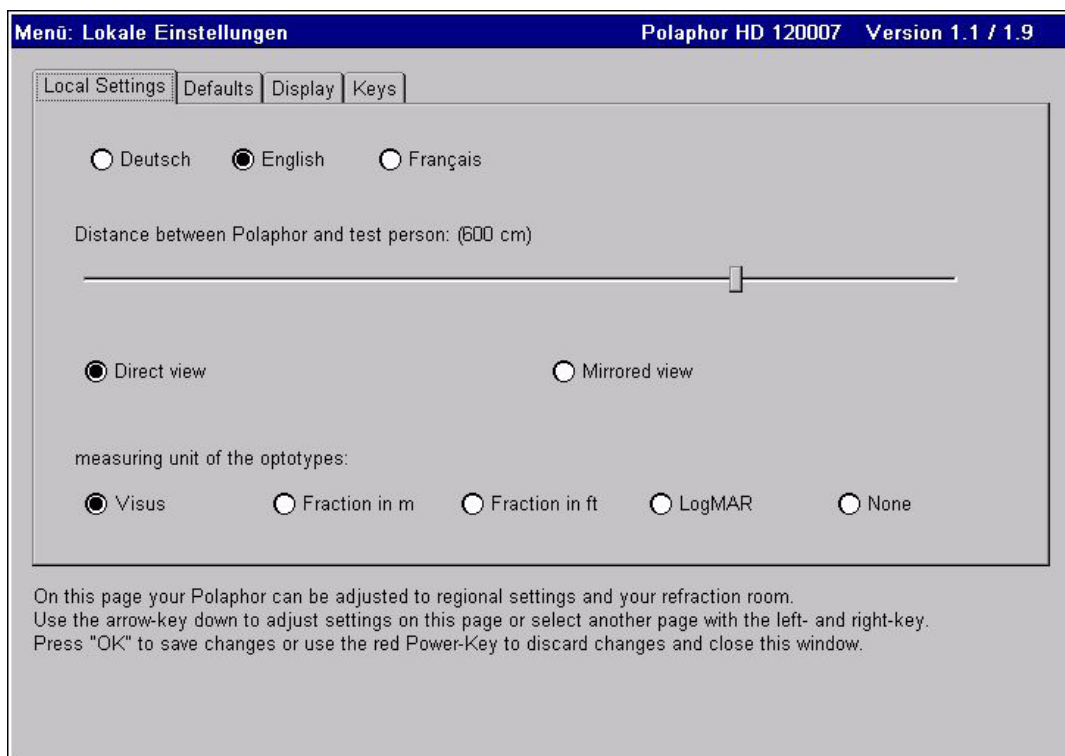 Menü: Lokale Einstellungen Polaphor HD 120007 Version 1.1 / 1.9
Local Settings Defaults Display Keys
Deutsch English Français
Distance between Polaphor and test person: (600 cm)
Direct view Mirrored view
measuring unit of the optotypes:
Visus Fraction in m Fraction in ft LogMAR None
On this page your Polaphor can be adjusted to regional settings and your refraction room.
Use the arrow-key down to adjust settings on this page or select another page with the left- and right-key.
Press "OK" to save changes or use the red Power-Key to discard changes and close this window.